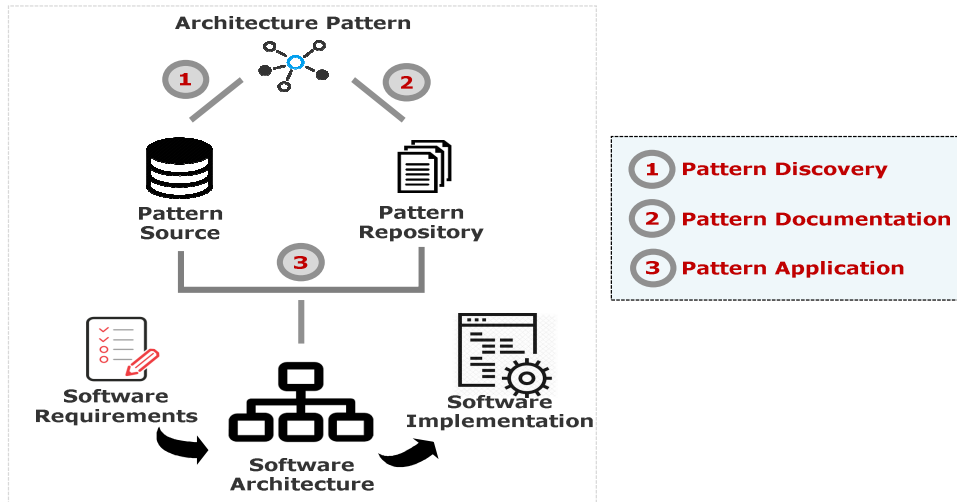 Architecture Pattern
1
2
Pattern
Source
Pattern
Repository
3
Software
Requirements
Software
Architecture
Software
Implementation
1 Pattern Discovery
2 Pattern Documentation
3 Pattern Application